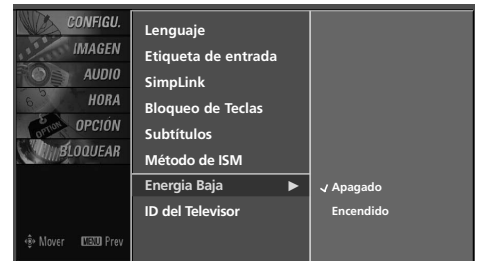 CONFIGU.
IMAGEN
AUDIO
HORA
OPCIÓN
BLOQUEAR
Mover MENU Prev
Lenguaje
Etiqueta de entrada
SimpLink
Bloqueo de Teclas
Subtítulos
Método de ISM
Energia Baja ►
ID del Televisor
✓ Apagado
Encendido